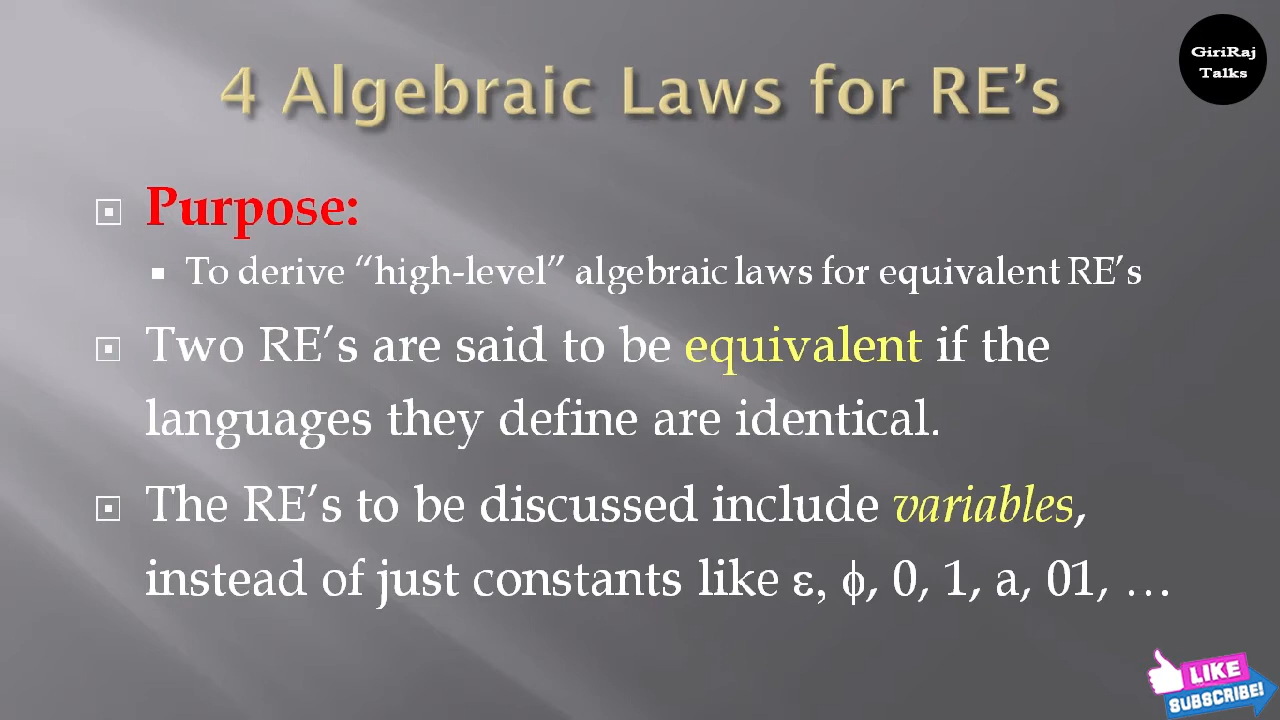 GiriRaj
Talks
4 Algebraic Laws for RE’s
Purpose:
To derive “high-level” algebraic laws for equivalent RE’s
Two RE’s are said to be equivalent if the
languages they define are identical.
The RE’s to be discussed include variables,
instead of just constants like ε, ϕ, 0, 1, a, 01, …
LIKE
SUBSCRIBE!